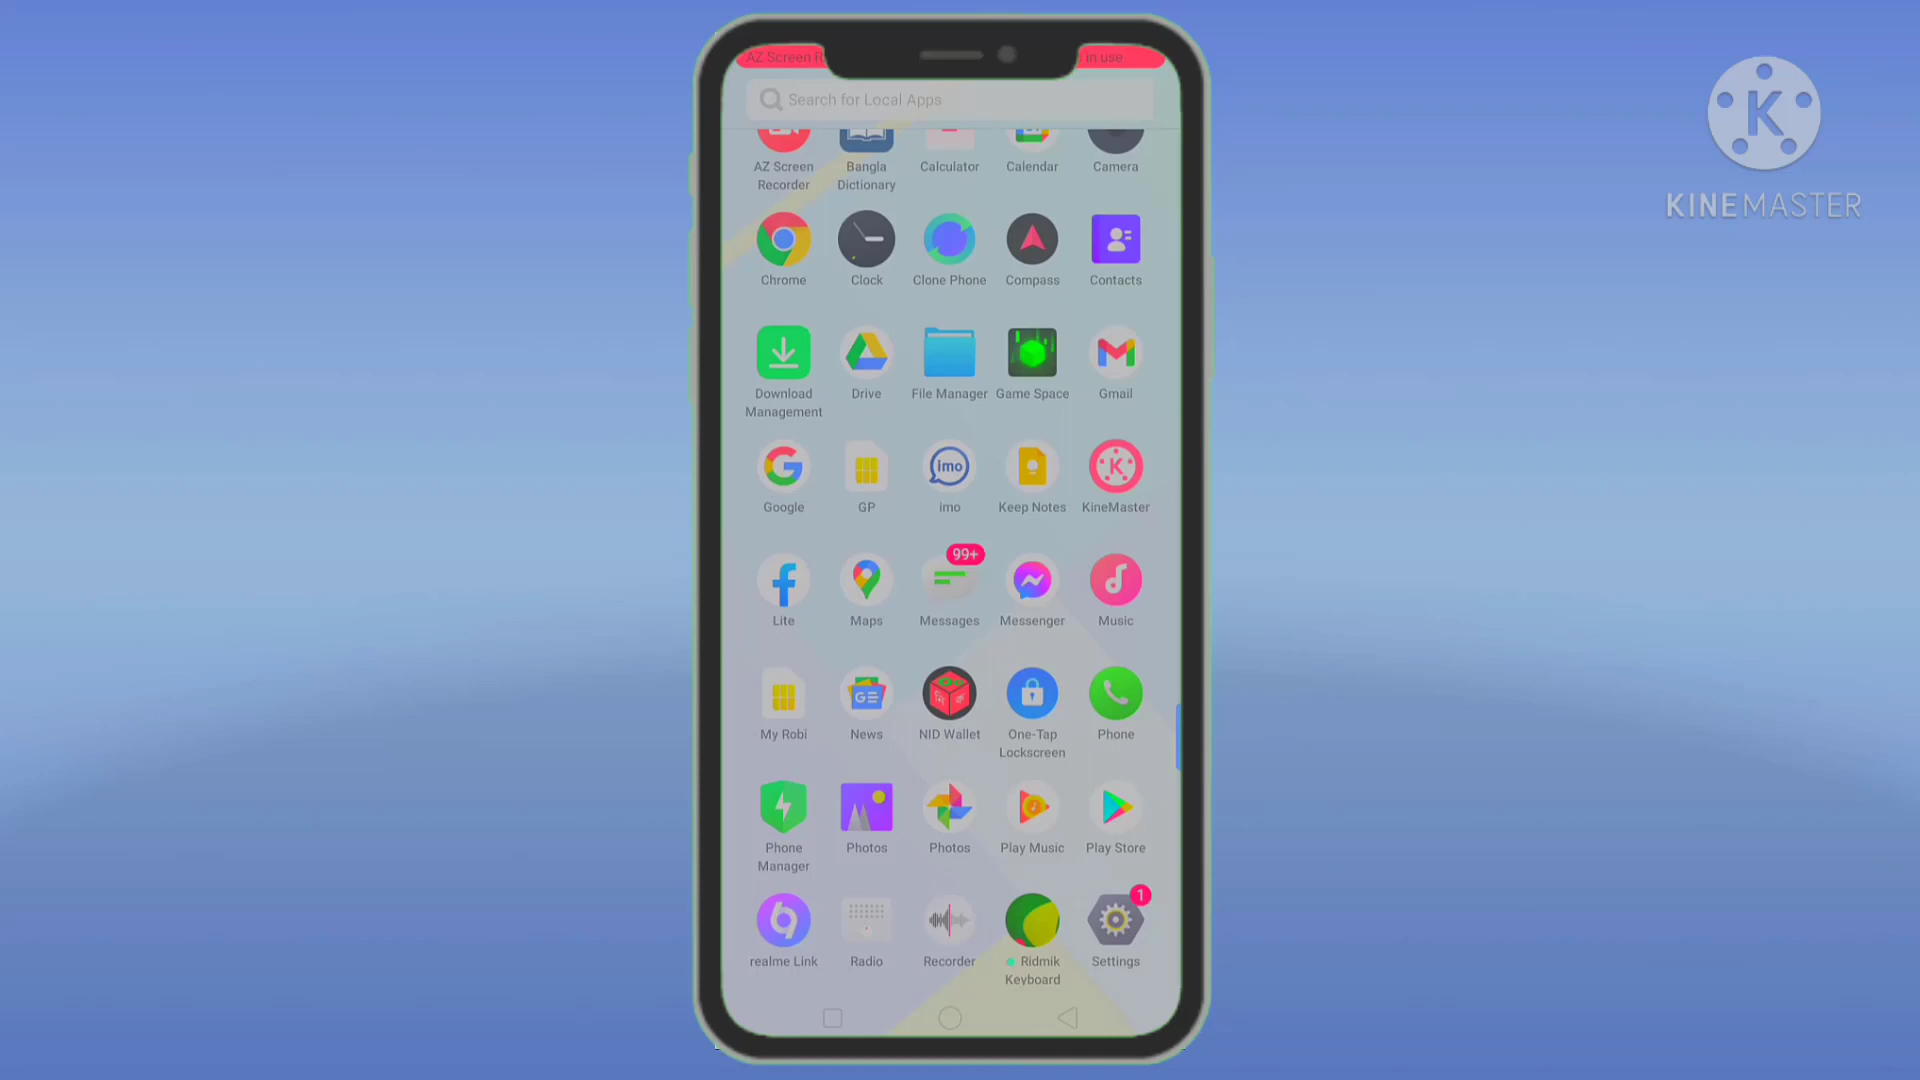 AZ Screen R
in use
Search for Local Apps
K
KINEMASTER
AZ Screen Recorder
Bangla Dictionary
Calculator
Calendar
Camera
Chrome
Clock
Clone Phone
Compass
Contacts
Download Management
Drive
File Manager
Game Space
Gmail
G
imo
K
Google
GP
imo
Keep Notes
KineMaster
99+
Lite
Maps
Messages
Messenger
Music
GE
My Robi
News
NID Wallet
One-Tap Lockscreen
Phone
Phone Manager
Photos
Photos
Play Music
Play Store
1
realme Link
Radio
Recorder
Ridmik Keyboard
Settings